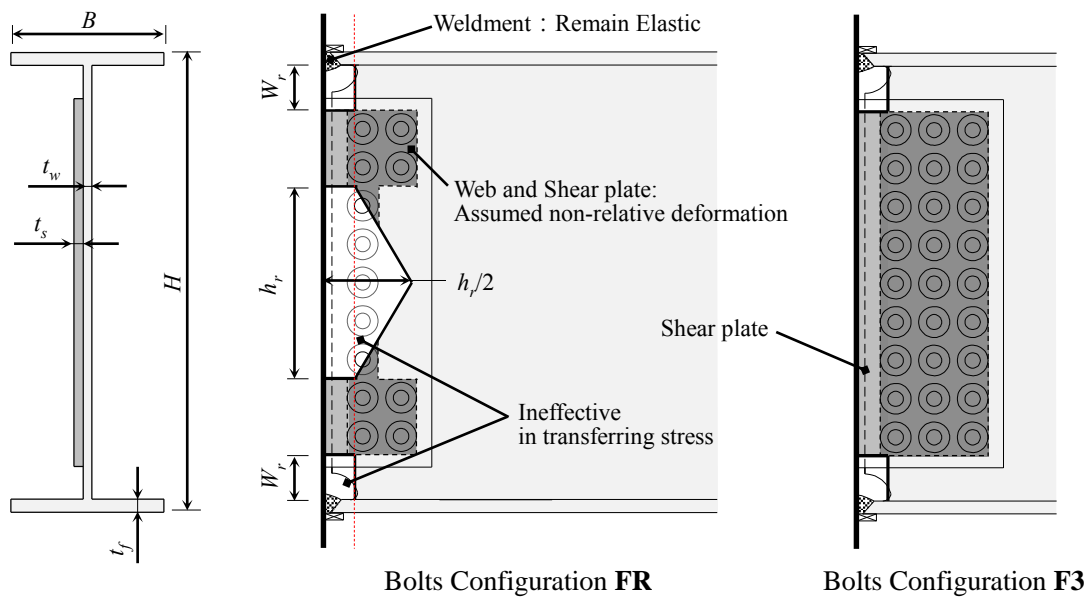 B
Weldment : Remain Elastic
W_r
t_w
Web and Shear plate:
Assumed non-relative deformation
t_s
H
h_r
h_r/2
Shear plate
Ineffective
in transferring stress
W_r
t_f
Bolts Configuration FR
Bolts Configuration F3